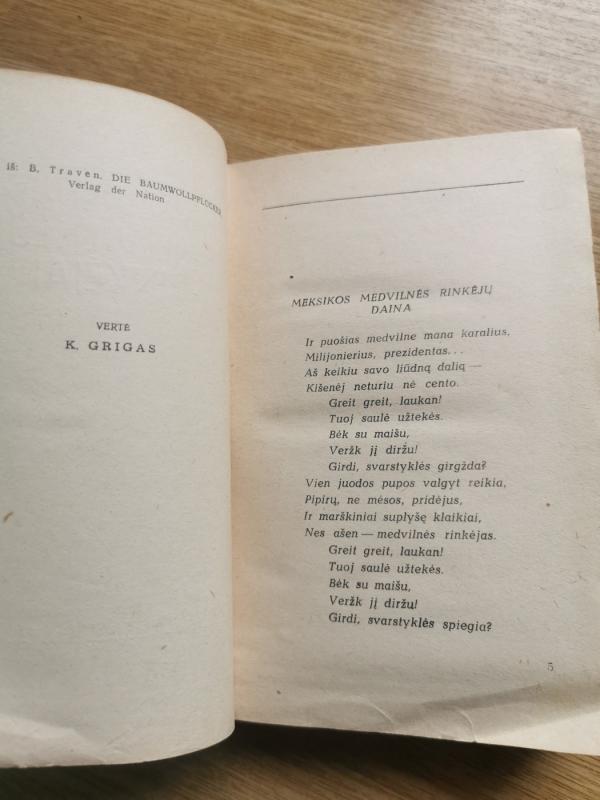 iš: B. Traven. DIE BAUMWOLLPFLÜCKER
Verlag der Nation
VERTĖ
K. GRIGAS
MEKSIKOS MEDVILNĖS RINKĖJŲ
DAINA
Ir puošias medvilne mana karalius,
Milijonierius, prezidentas...
Aš keikiu savo liūdną dalią —
Kišenėj neturiu nė cento.
Greit greit, laukan!
Tuoj saulė užtekės.
Bėk su maišu,
Veržk jį diržu!
Girdi, svarstyklės girgžda?
Vien juodos pupos valgyt reikia,
Pipirų, ne mėsos, pridėjus,
Ir marškiniai suplyšę klaikiai,
Nes ašen — medvilnės rinkėjas.
Greit greit, laukan!
Tuoj saulė užtekės.
Bėk su maišu,
Veržk jį diržu!
Girdi, svarstyklės spiegia?
5